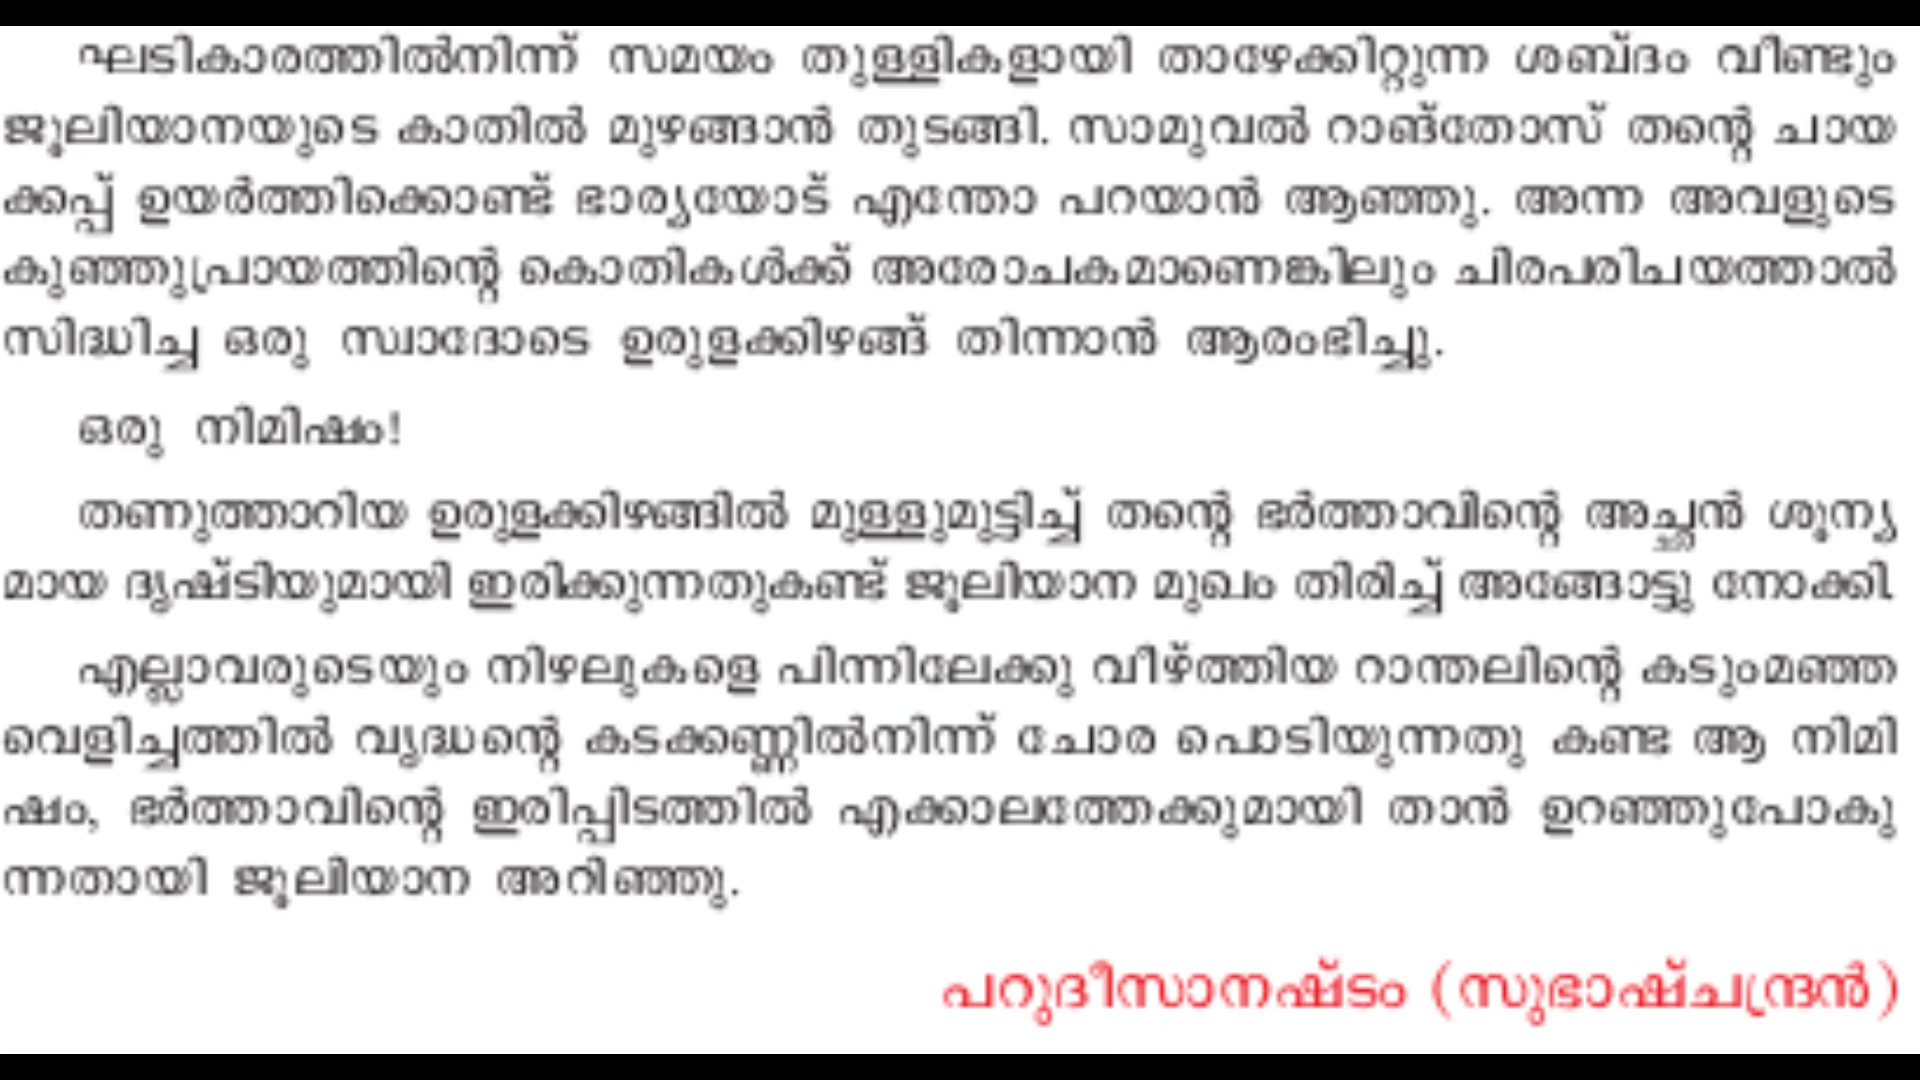 ഘടികാരത്തിൽനിന്ന് സമയം തുള്ളികളായി താഴേക്കിറ്റുന്ന ശബ്ദം വീണ്ടും
ജൂലിയാനയുടെ കാതിൽ മുഴങ്ങാൻ തുടങ്ങി. സാമുവൽ റാങ്തോസ് തന്റെ ചായ
ക്കപ്പ് ഉയർത്തിക്കൊണ്ട് ഭാര്യയോട് എന്തോ പറയാൻ ആഞ്ഞു. അന്ന അവളുടെ
കുഞ്ഞുപ്രായത്തിന്റെ കൊതികൾക്ക് അരോചകമാണെങ്കിലും ചിരപരിചയത്താൽ
സിദ്ധിച്ച ഒരു സ്വാദോടെ ഉരുളക്കിഴങ്ങ് തിന്നാൻ ആരംഭിച്ചു.
ഒരു നിമിഷം!
തണുത്താറിയ ഉരുളക്കിഴങ്ങിൽ മുള്ളുമുട്ടിച്ച് തന്റെ ഭർത്താവിന്റെ അച്ഛൻ ശൂന്യ
മായ ദൃഷ്ടിയുമായി ഇരിക്കുന്നതുകണ്ട് ജൂലിയാന മുഖം തിരിച്ച് അങ്ങോട്ടു നോക്കി.
എല്ലാവരുടെയും നിഴലുകളെ പിന്നിലേക്കു വീഴ്ത്തിയ റാന്തലിന്റെ കടുംമഞ്ഞ
വെളിച്ചത്തിൽ വൃദ്ധന്റെ കടക്കണ്ണിൽനിന്ന് ചോര പൊടിയുന്നതു കണ്ട ആ നിമി
ഷം, ഭർത്താവിന്റെ ഇരിപ്പിടത്തിൽ എക്കാലത്തേക്കുമായി താൻ ഉറഞ്ഞുപോകു
ന്നതായി ജൂലിയാന അറിഞ്ഞു.
പറുദീസാനഷ്ടം (സുഭാഷ്ചന്ദ്രൻ)